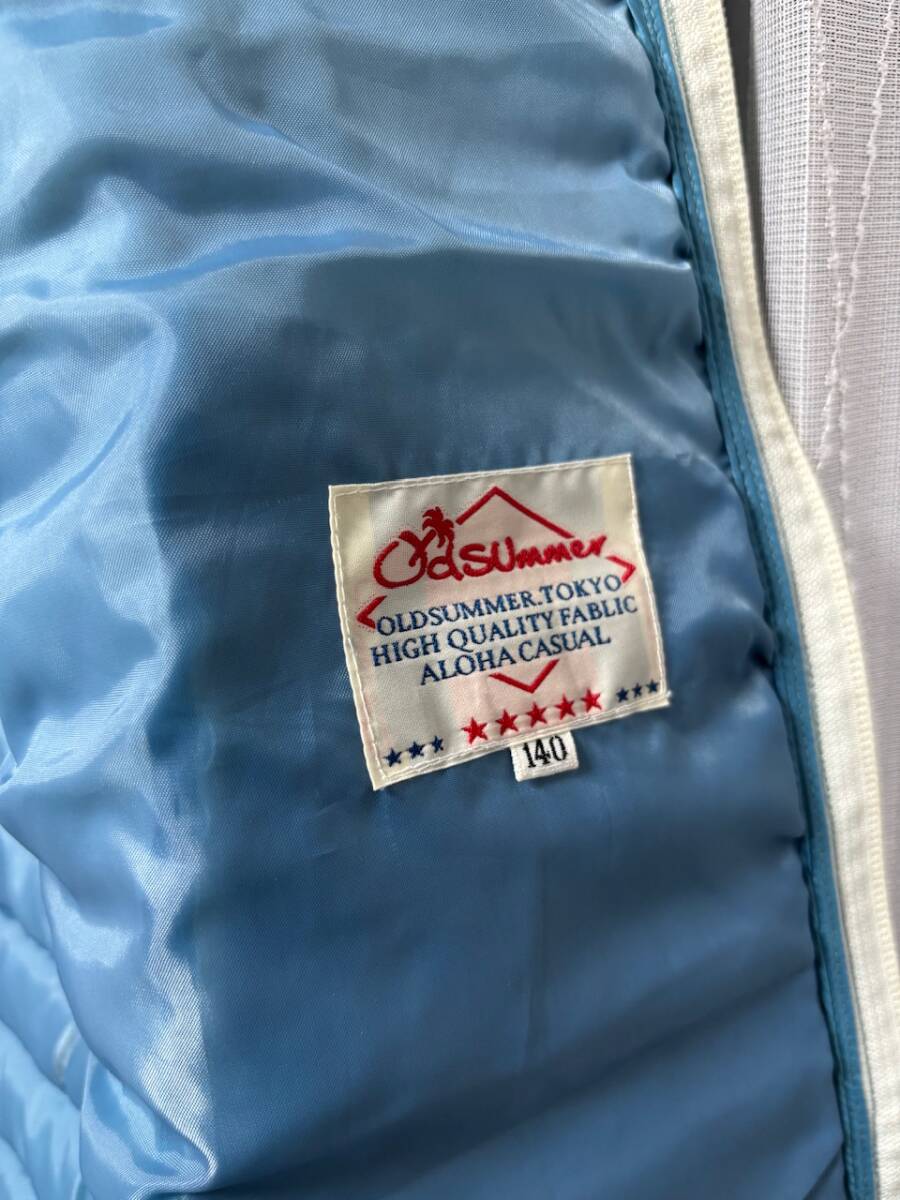 OldSummer
OLDSUMMER.TOKYO
HIGH QUALITY FABLIC
ALOHA CASUAL
140